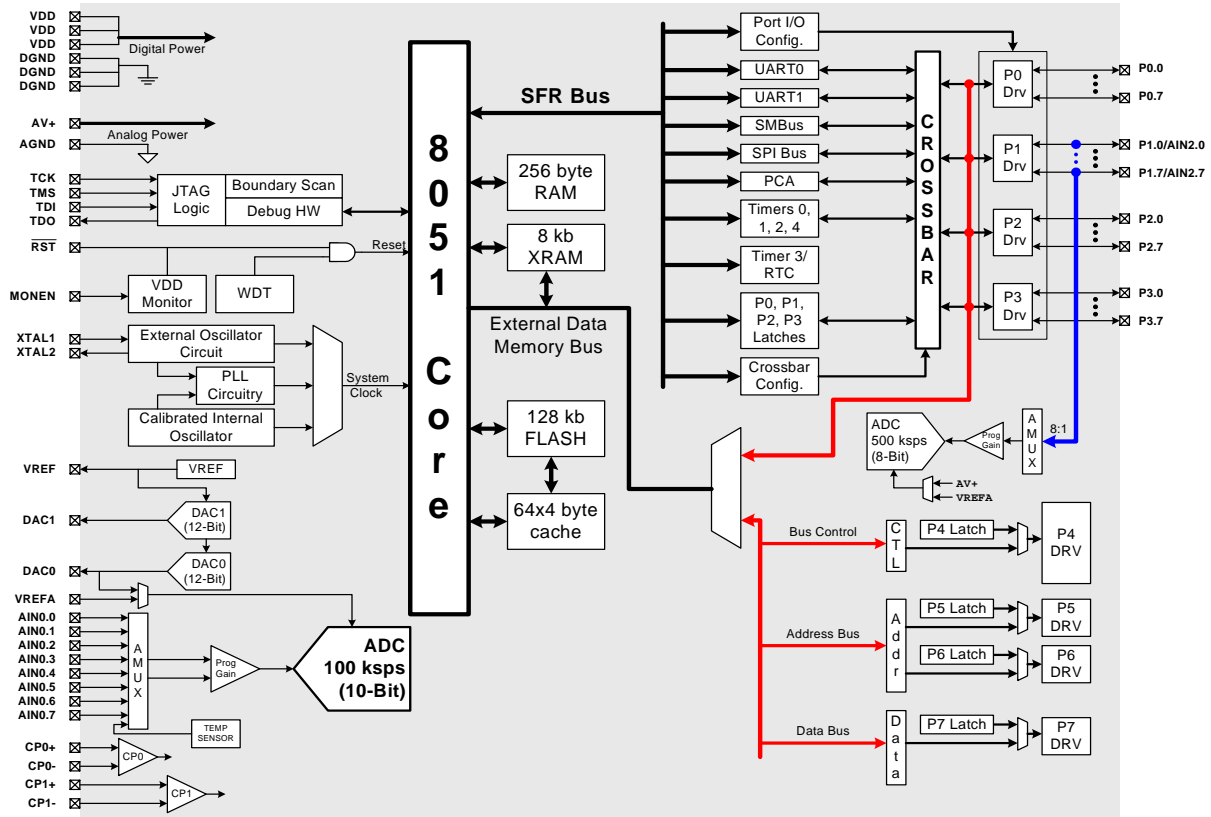 VDD
VDD
VDD
Digital Power
DGND
DGND
DGND
AV+
Analog Power
AGND
TCK
TMS
TDI
TDO
JTAG
Logic
Boundary Scan
Debug HW
RST
Reset
VDD
Monitor
WDT
MONEN
XTAL1
XTAL2
External Oscillator
Circuit
PLL
Circuitry
Calibrated Internal
Oscillator
System
Clock
VREF
VREF
DAC1
DAC1
(12-Bit)
DAC0
DAC0
(12-Bit)
VREFA
AIN0.0
AIN0.1
AIN0.2
AIN0.3
AIN0.4
AIN0.5
AIN0.6
AIN0.7
AMUX
Prog
Gain
ADC
100 ksps
(10-Bit)
TEMP
SENSOR
CP0+
CP0-
CP0
CP1+
CP1-
CP1
8051 Core
SFR Bus
256 byte
RAM
8 kb
XRAM
External Data
Memory Bus
128 kb
FLASH
64x4 byte
cache
Port I/O
Config.
UART0
UART1
SMBus
SPI Bus
PCA
Timers 0,
1, 2, 4
Timer 3/
RTC
P0, P1,
P2, P3
Latches
Crossbar
Config.
CROSSBAR
P0
Drv
P1
Drv
P2
Drv
P3
Drv
P0.0
P0.7
P1.0/AIN2.0
P1.7/AIN2.7
P2.0
P2.7
P3.0
P3.7
ADC
500 ksps
(8-Bit)
Prog
Gain
AMUX
8:1
AV+
VREFA
Bus Control
CTL
P4 Latch
P4
DRV
Address Bus
Addr
P5 Latch
P5
DRV
P6 Latch
P6
DRV
Data Bus
Data
P7 Latch
P7
DRV